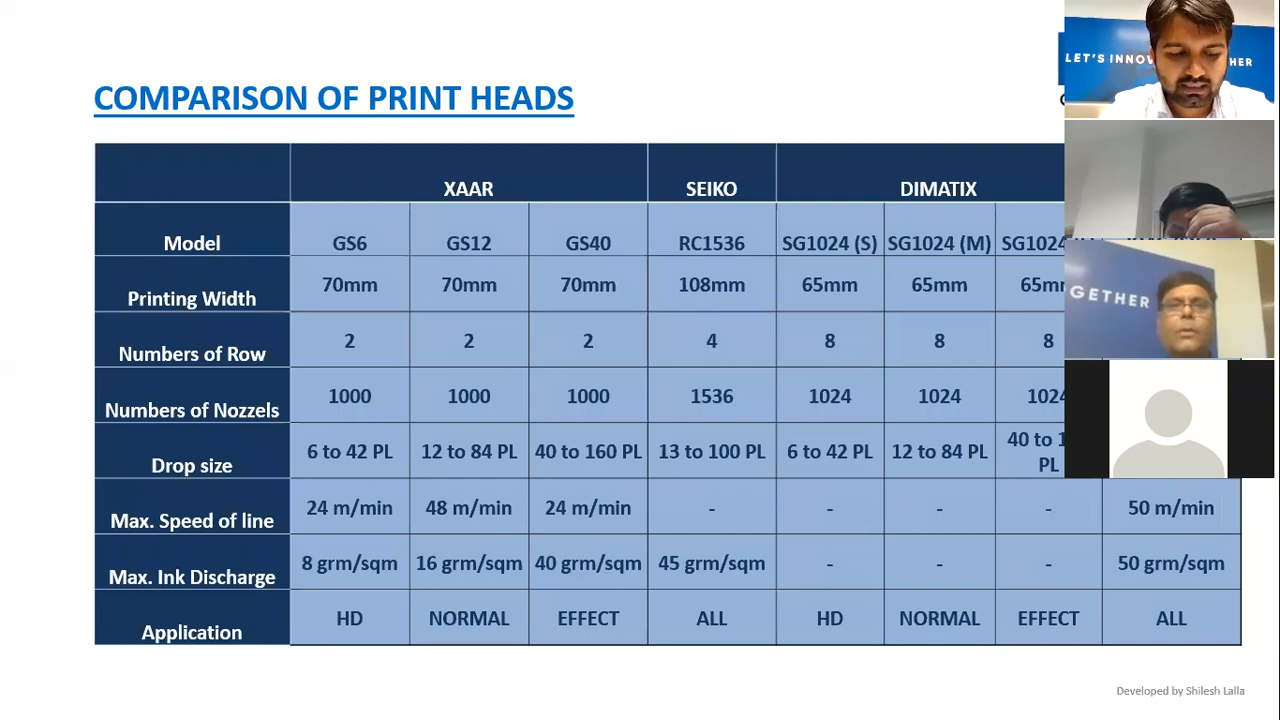 COMPARISON OF PRINT HEADS
XAAR SEIKO DIMATIX
Model GS6 GS12 GS40 RC1536 SG1024 (S) SG1024 (M) SG1024
Printing Width 70mm 70mm 70mm 108mm 65mm 65mm
Numbers of Row 2 2 2 4 8 8 8
Numbers of Nozzels 1000 1000 1000 1536 1024 1024 1024
Drop size 6 to 42 PL 12 to 84 PL 40 to 160 PL 13 to 100 PL 6 to 42 PL 12 to 84 PL 40 to
PL
Max. Speed of line 24 m/min 48 m/min 24 m/min - - - - 50 m/min
Max. Ink Discharge 8 grm/sqm 16 grm/sqm 40 grm/sqm 45 grm/sqm - - - 50 grm/sqm
Application HD NORMAL EFFECT ALL HD NORMAL EFFECT ALL
Developed by Shilesh Lalla
LET'S
GETHER